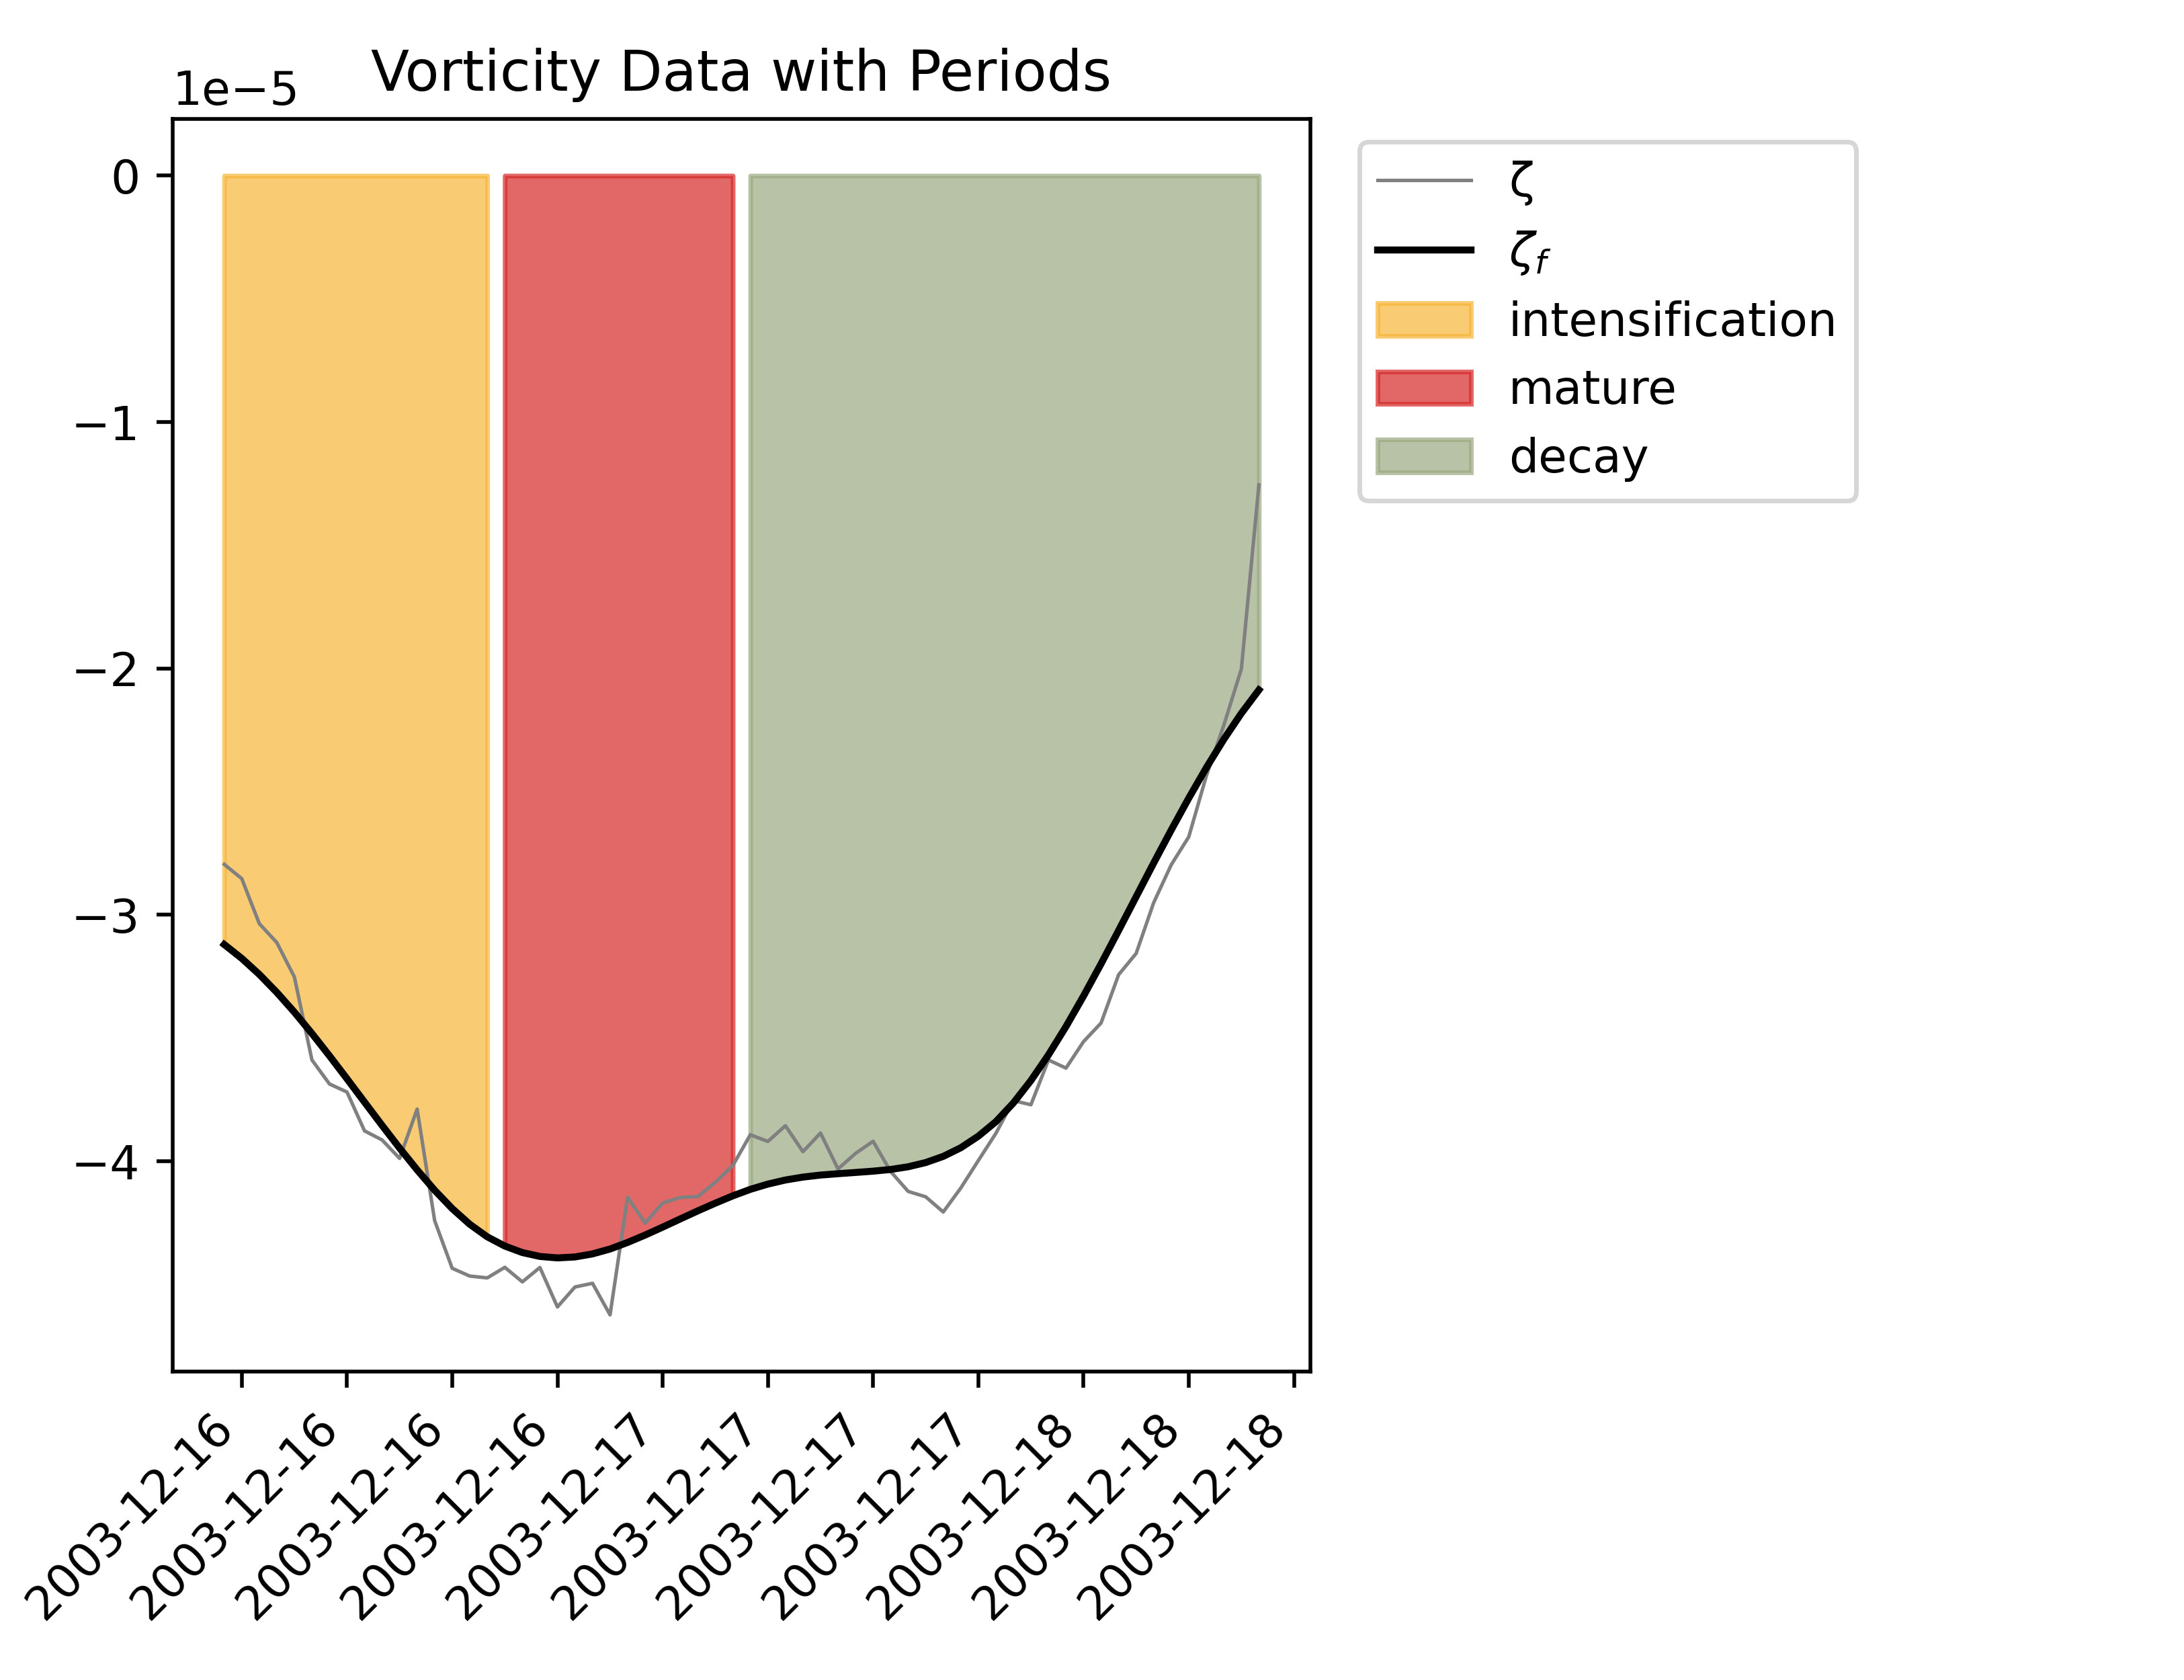 Vorticity Data with Periods
1e−5
0
−1
−2
−3
−4
2003-12-16
2003-12-16
2003-12-16
2003-12-16
2003-12-17
2003-12-17
2003-12-17
2003-12-17
2003-12-18
2003-12-18
2003-12-18
ζ
ζf
intensification
mature
decay